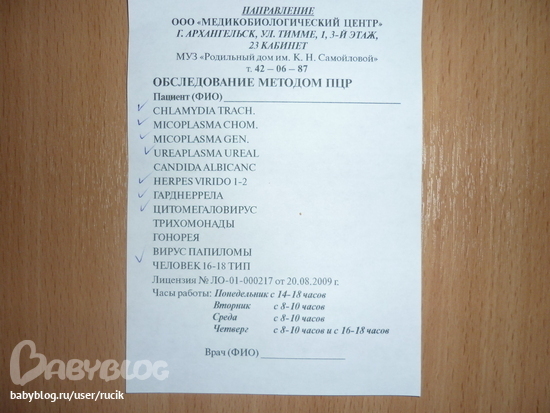 НАПРАВЛЕНИЕ
ООО «МЕДИКОБИОЛОГИЧЕСКИЙ ЦЕНТР»
Г. АРХАНГЕЛЬСК, УЛ. ТИММЕ, 1, 3-Й ЭТАЖ,
23 КАБИНЕТ
МУЗ «Родильный дом им. К. Н. Самойловой»
т. 42 – 06 – 87
ОБСЛЕДОВАНИЕ МЕТОДОМ ПЦР
Пациент (ФИО)
CHLAMYDIA TRACH.
MICOPLASMA CHOM.
MICOPLASMA GEN.
UREAPLASMA UREAL
CANDIDA ALBICANC
HERPES VIRIDO 1-2
ГАРДНЕРРЕЛА
ЦИТОМЕГАЛОВИРУС
ТРИХОМОНАДЫ
ГОНОРЕЯ
ВИРУС ПАПИЛОМЫ
ЧЕЛОВЕК 16-18 ТИП
Лицензия № ЛО-01-000217 от 20,08,2009 г.
Часы работы: Понедельник с 14-18 часов
Вторник с 8-10 часов
Среда с 8-10 часов
Четверг с 8-10 часов и с 16-18 часов
Врач (ФИО)
BABYBLOG
babyblog.ru/user/rucik